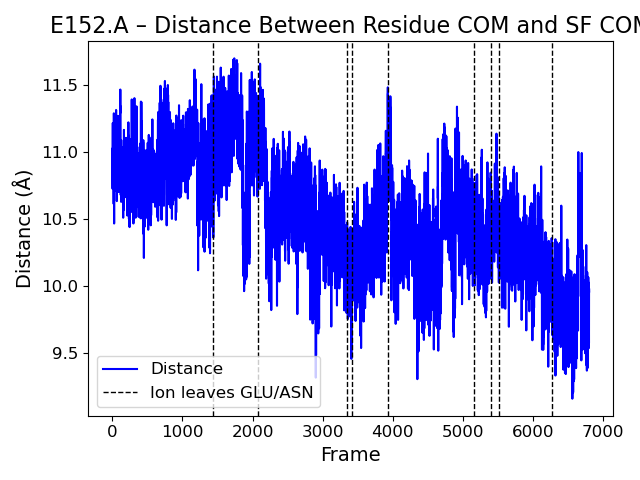 E152.A – Distance Between Residue COM and SF COM
Distance (Å)
11.5
11.0
10.5
10.0
9.5
Distance
Ion leaves GLU/ASN
0 1000 2000 3000 4000 5000 6000 7000
Frame